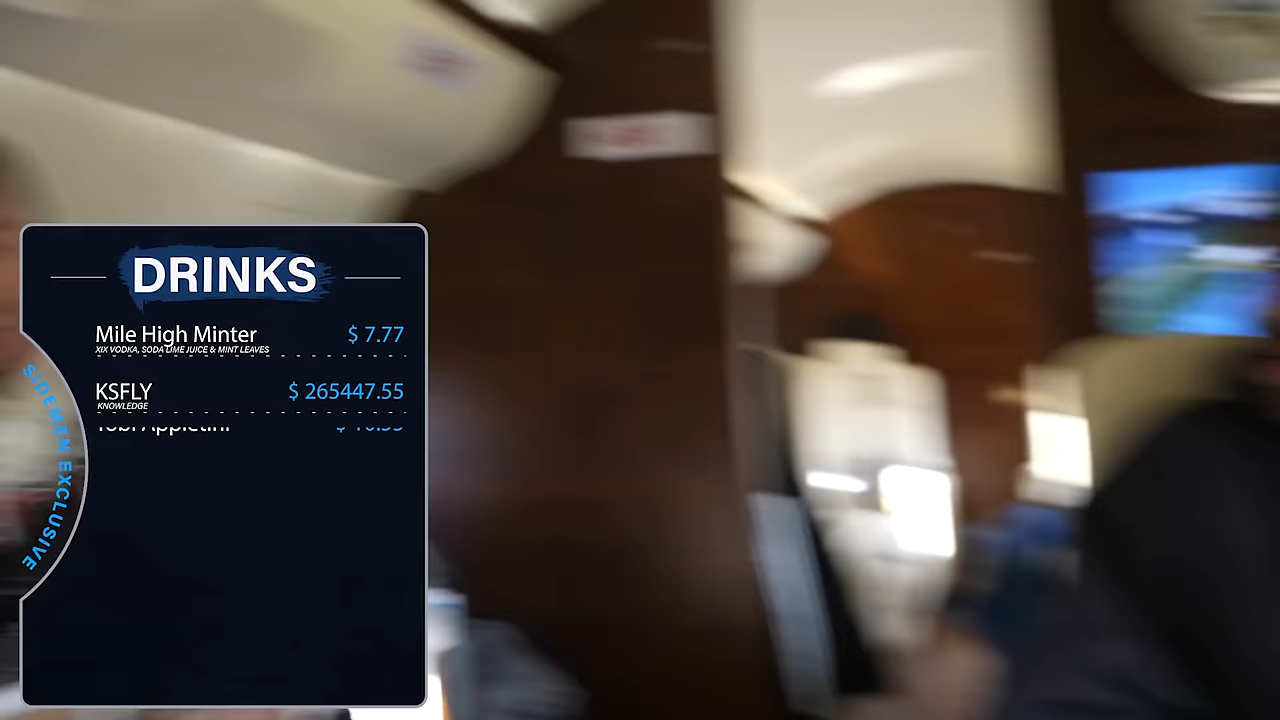 DRINKS
Mile High Minter $ 7.77
XIX VODKA, SODA LIME JUICE & MINT LEAVES
KSFLY $ 265447.55
KNOWLEDGE
SIDEMEN EXCLUSIVE